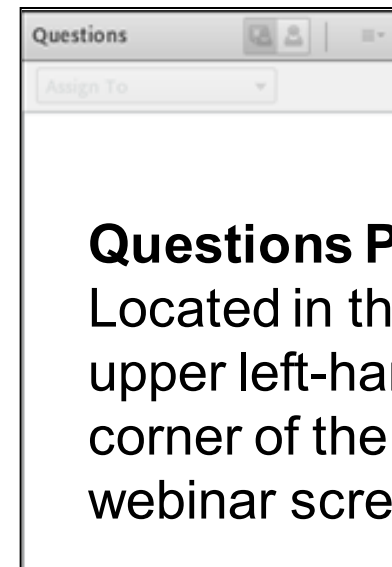 Questions
Assign To
Questions P
Located in th
upper left-ha
corner of the
webinar scre